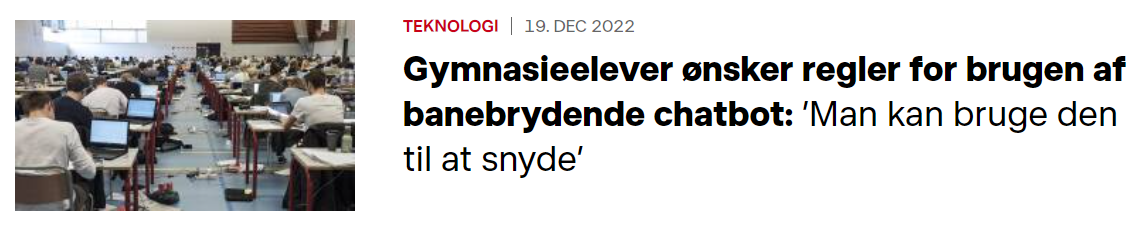 TEKNOLOGI | 19. DEC 2022
Gymnasieelever ønsker regler for brugen af
banebrydende chatbot: 'Man kan bruge den
til at snyde'